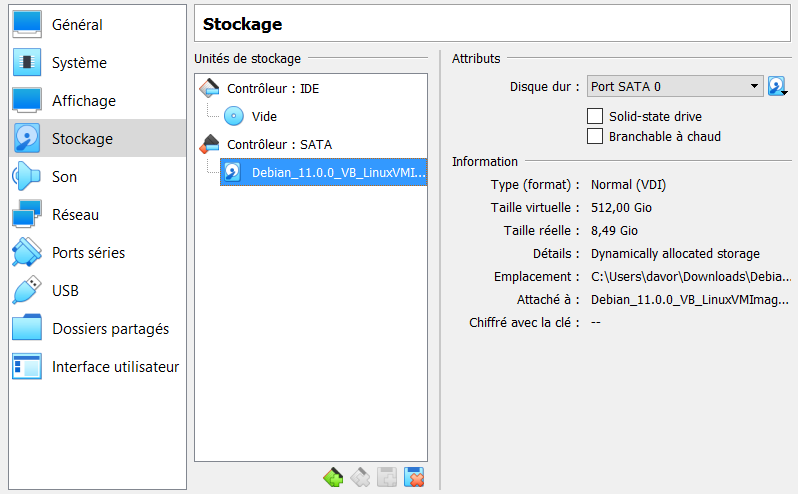 Général
Système
Affichage
Stockage
Son
Réseau
Ports séries
USB
Dossiers partagés
Interface utilisateur
Stockage
Unités de stockage
Contrôleur : IDE
Vide
Contrôleur : SATA
Debian_11.0.0_VB_LinuxVMI...
Attributs
Disque dur : Port SATA 0
Solid-state drive
Branchable à chaud
Information
Type (format) : Normal (VDI)
Taille virtuelle : 512,00 Gio
Taille réelle : 8,49 Gio
Détails : Dynamically allocated storage
Emplacement : C:\Users\davor\Downloads\Debia...
Attaché à : Debian_11.0.0_VB_LinuxVMImag...
Chiffré avec la clé : --